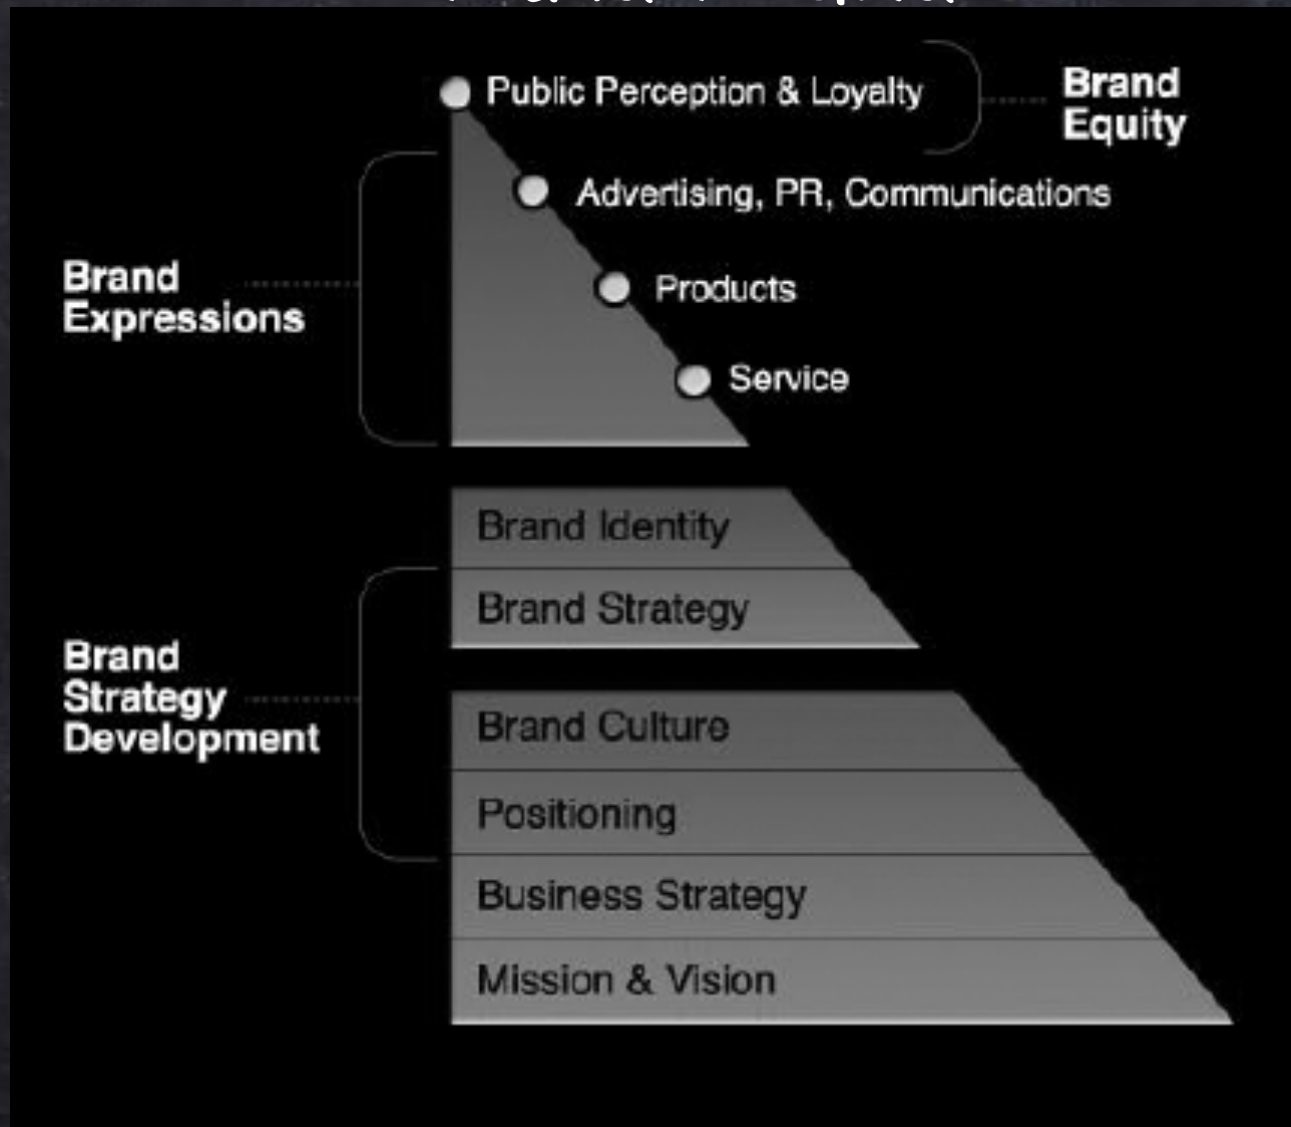 Public Perception & Loyalty
Brand
Equity
Advertising, PR, Communications
Brand
Expressions
Products
Service
Brand Identity
Brand Strategy
Brand
Strategy
Development
Brand Culture
Positioning
Business Strategy
Mission & Vision